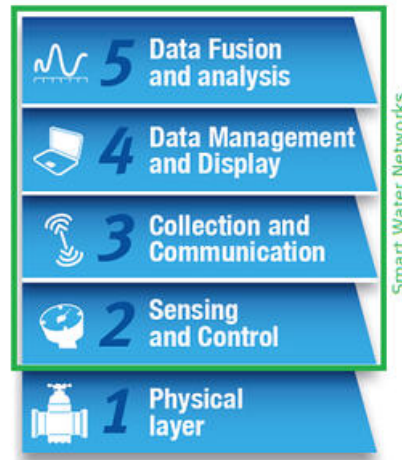 5 Data Fusion
and analysis
4 Data Management
and Display
3 Collection and
Communication
2 Sensing
and Control
1 Physical
layer
Smart Water Networks